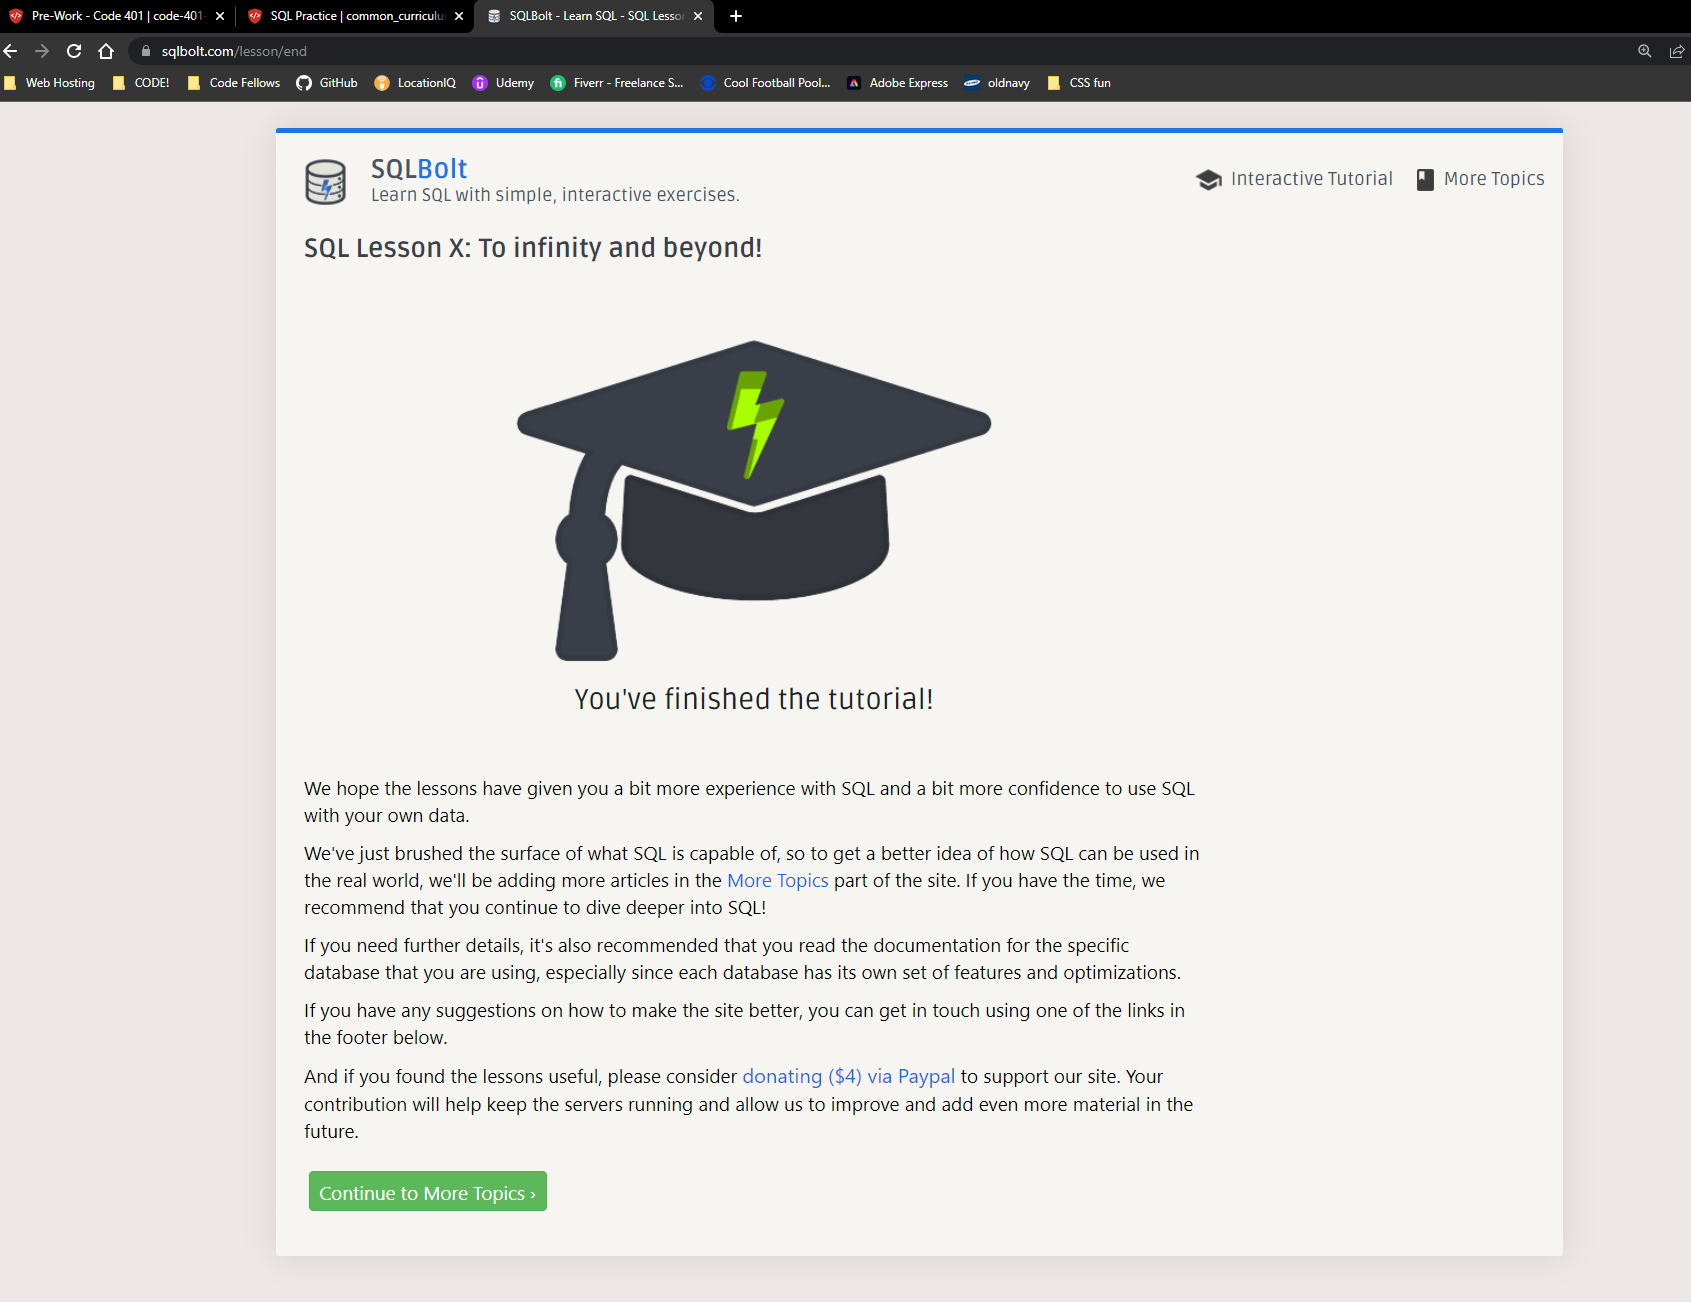 Pre-Work - Code 401 | code-401-
SQL Practice | common_curriculu
SQLBolt - Learn SQL - SQL Lesso
sqlbolt.com/lesson/end
Web Hosting
CODE!
Code Fellows
GitHub
LocationIQ
Udemy
Fiverr - Freelance S...
Cool Football Pool...
Adobe Express
oldnavy
CSS fun
SQLBolt
Learn SQL with simple, interactive exercises.
Interactive Tutorial
More Topics
SQL Lesson X: To infinity and beyond!
You've finished the tutorial!
We hope the lessons have given you a bit more experience with SQL and a bit more confidence to use SQL
with your own data.
We've just brushed the surface of what SQL is capable of, so to get a better idea of how SQL can be used in
the real world, we'll be adding more articles in the More Topics part of the site. If you have the time, we
recommend that you continue to dive deeper into SQL!
If you need further details, it's also recommended that you read the documentation for the specific
database that you are using, especially since each database has its own set of features and optimizations.
If you have any suggestions on how to make the site better, you can get in touch using one of the links in
the footer below.
And if you found the lessons useful, please consider donating ($4) via Paypal to support our site. Your
contribution will help keep the servers running and allow us to improve and add even more material in the
future.
Continue to More Topics ›